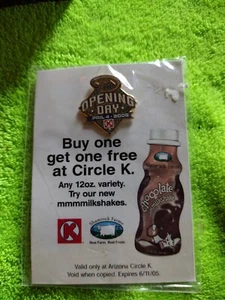 OPENING
DAY
Buy one
get one free
at Circle K.
Any 12oz. variety.
Try our new
mmmmilkshakes.
chocolate
K
Shamrock Farms
Valid only at Arizona Circle K.
Void when copied. Expires 6/11/05.